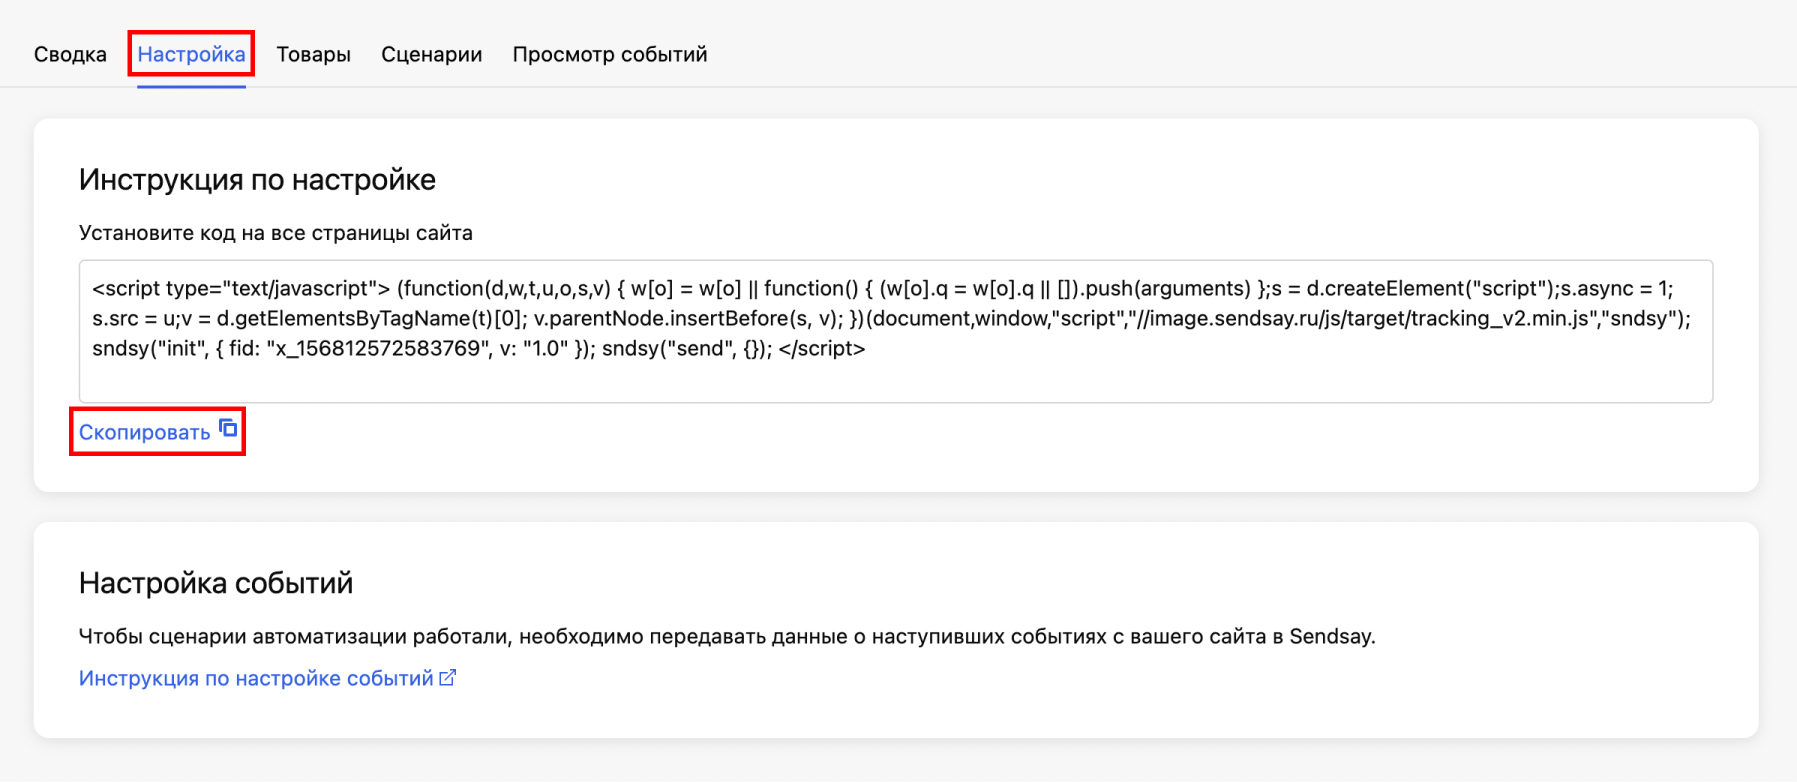 Сводка Настройка Товары Сценарии Просмотр событий
Инструкция по настройке
Установите код на все страницы сайта
<script type="text/javascript"> (function(d,w,t,u,o,s,v) { w[o] = w[o] || function() { (w[o].q = w[o].q || []).push(arguments) };s = d.createElement("script");s.async = 1;
s.src = u;v = d.getElementsByTagName(t)[0]; v.parentNode.insertBefore(s, v); })(document,window,"script","//image.sendsay.ru/js/target/tracking_v2.min.js","sndsy");
sndsy("init", { fid: "x_156812572583769", v: "1.0" }); sndsy("send", {}); </script>
Скопировать
Настройка событий
Чтобы сценарии автоматизации работали, необходимо передавать данные о наступивших событиях с вашего сайта в Sendsay.
Инструкция по настройке событий